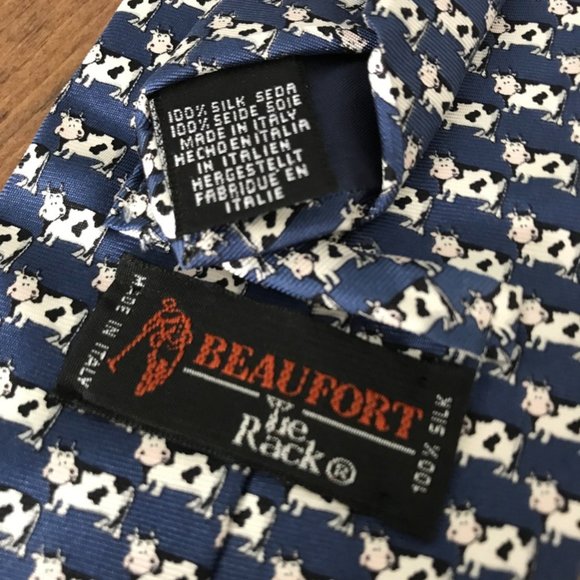 100% SILK SEDA
100% SEIDE SOIE
MADE IN ITALY
HECHO EN ITALIA
IN ITALIEN
HERGESTELLT
FABRIQUE EN
ITALIE
MADE IN ITALY
BEAUFORT
Tie
Rack®
100% SILK